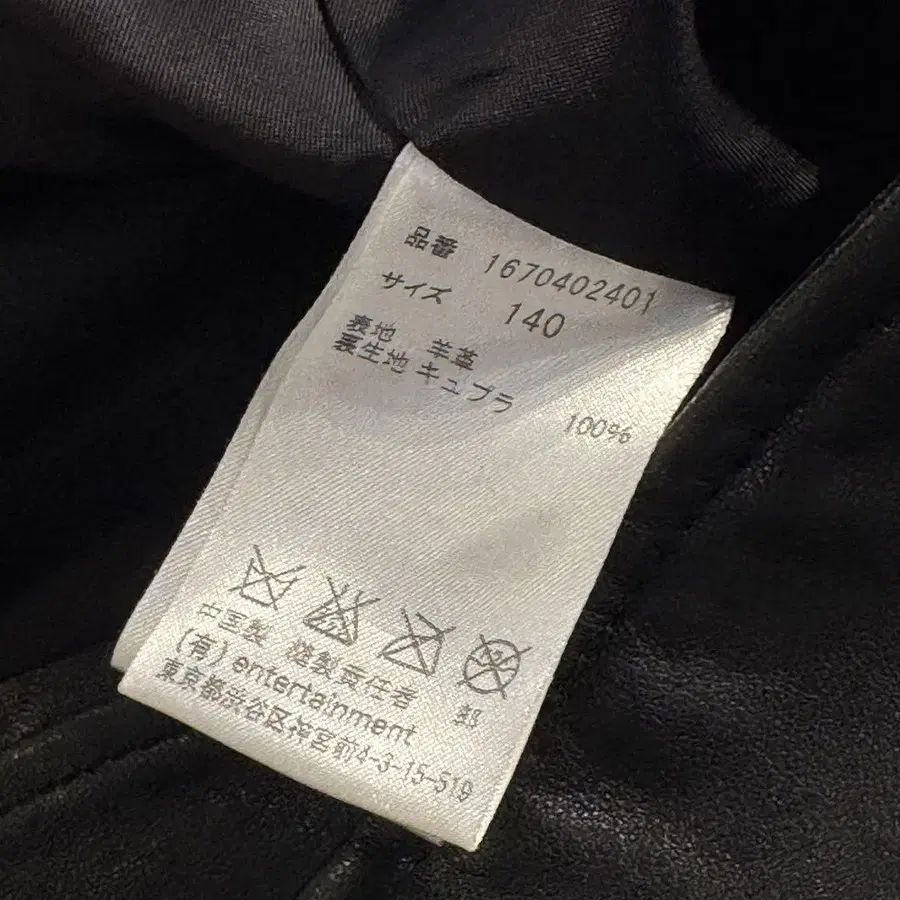 品番 1670402401
サイズ 140
表地 羊革
裏生地 キュプラ 100%
中国製 縫製責任者 郭
(有) entertainment
東京都渋谷区神宮前4-3-15-519